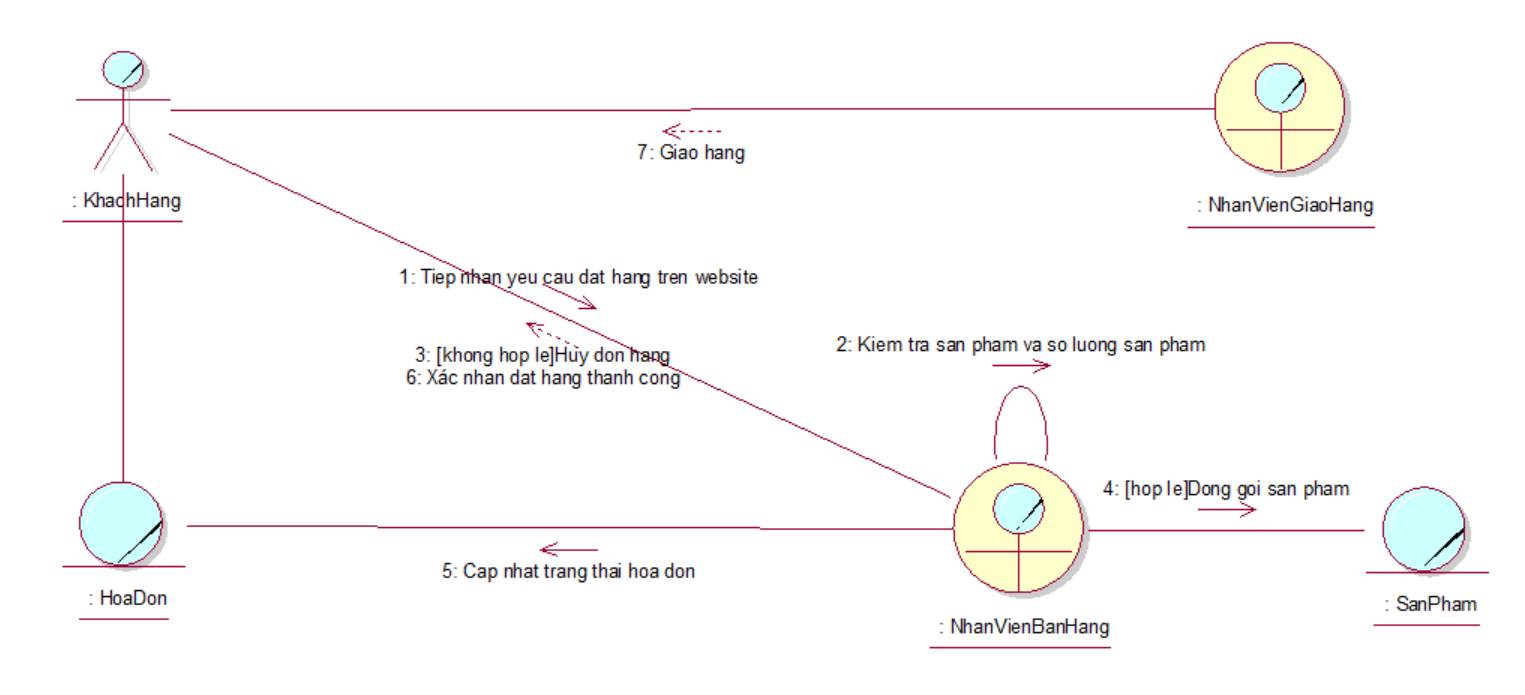 : KhachHang
7: Giao hang
: NhanVienGiaoHang
1: Tiep nhan yeu cau dat hang tren website
3: [khong hop le]Huy don hang
6: Xác nhan dat hang thanh cong
2: Kiem tra san pham va so luong san pham
4: [hop le]Dong goi san pham
5: Cap nhat trang thai hoa don
: HoaDon
: NhanVienBanHang
: SanPham